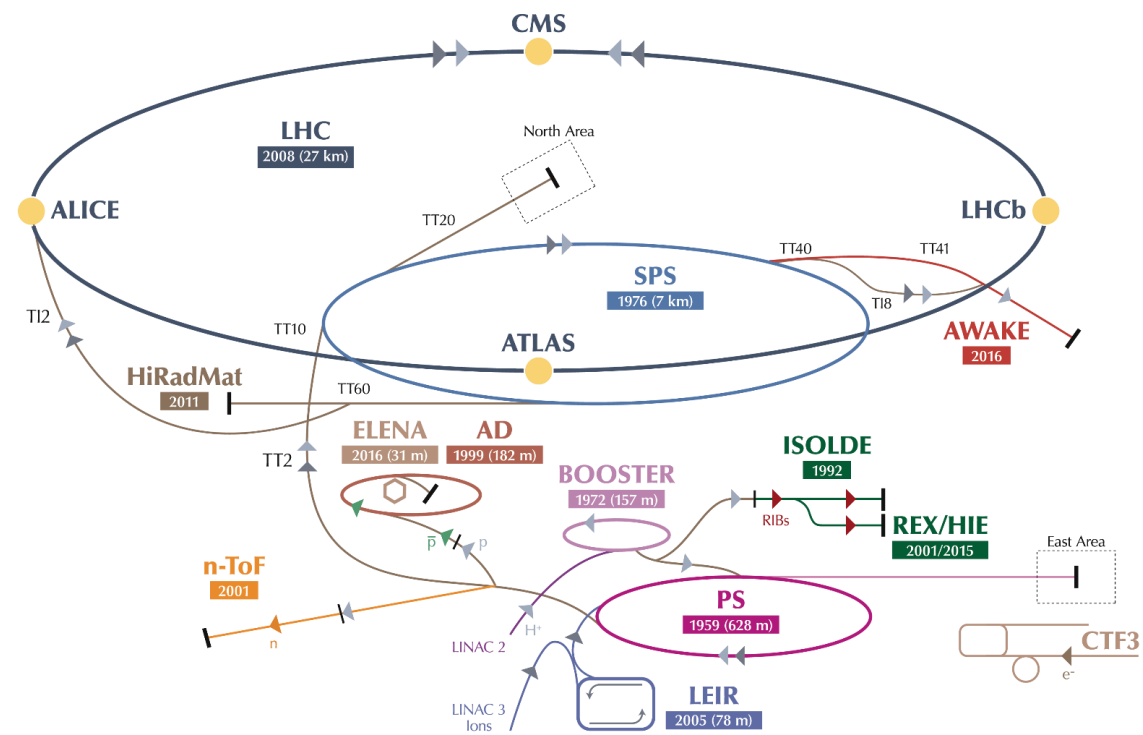 CMS
LHC
2008 (27 km)
North Area
ALICE
LHCb
TT20
TT40
TT41
SPS
1976 (7 km)
TI8
TI2
TT10
ATLAS
AWAKE
2016
HiRadMat
2011
TT60
ELENA
2016 (31 m)
AD
1999 (182 m)
TT2
ISOLDE
1992
BOOSTER
1972 (157 m)
RIBs
REX/HIE
2001/2015
East Area
p̅
p
n-ToF
2001
n
PS
1959 (628 m)
H⁺
LINAC 2
CTF3
e⁻
LEIR
2005 (78 m)
LINAC 3
Ions